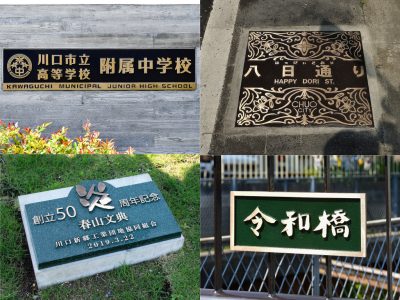 川口市立
高等学校 附属中学校
KAWAGUCHI MUNICIPAL JUNIOR HIGH SCHOOL
八日通り
HAPPY DORI ST.
CHUO
CITY
創立50 炎 周年記念
春山文典
川口新郷工業団地協同組合
2019.3.22
令和橋